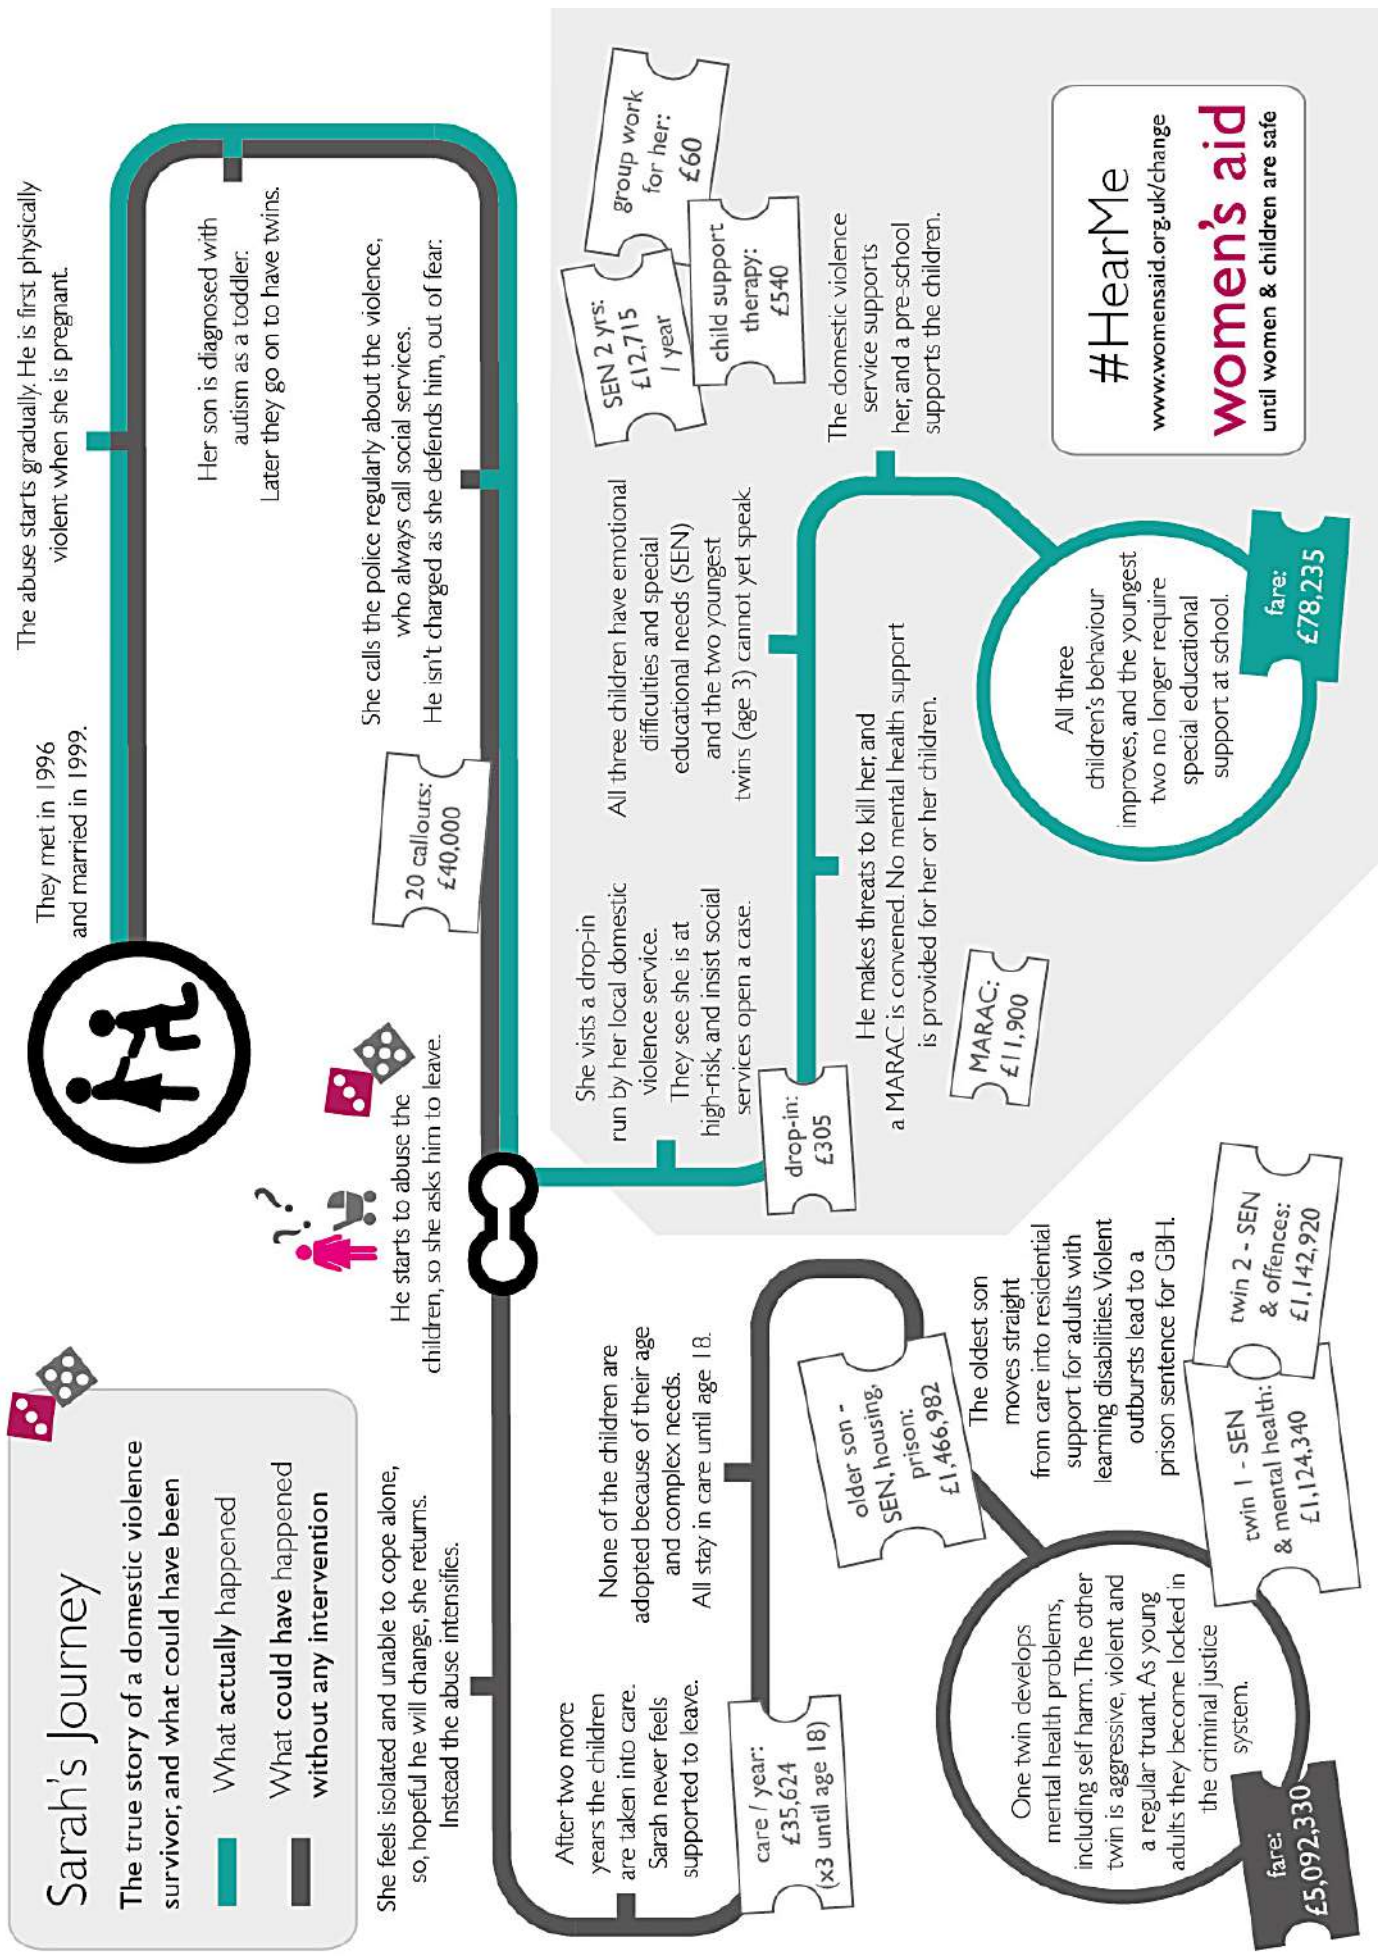 Sarah's Journey
The true story of a domestic violence
survivor, and what could have been
What actually happened
What could have happened
without any intervention
They met in 1996
and married in 1999.
The abuse starts gradually. He is first physically
violent when she is pregnant.
Her son is diagnosed with
autism as a toddler.
Later they go on to have twins.
She calls the police regularly about the violence,
who always call social services.
He isn't charged as she defends him, out of fear.
20 callouts:
£40,000
He starts to abuse the
children, so she asks him to leave.
She feels isolated and unable to cope alone,
so, hopeful he will change, she returns.
Instead the abuse intensifies.
After two more
years the children
are taken into care.
Sarah never feels
supported to leave.
care / year:
£35,624
(x3 until age 18)
None of the children are
adopted because of their age
and complex needs.
All stay in care until age 18.
older son -
SEN, housing,
prison:
£1,466,982
The oldest son
moves straight
from care into residential
support for adults with
learning disabilities. Violent
outbursts lead to a
prison sentence for GBH.
One twin develops
mental health problems,
including self harm. The other
twin is aggressive, violent and
a regular truant. As young
adults they become locked in
the criminal justice
system.
twin 1 - SEN
& mental health:
£1,124,340
twin 2 - SEN
& offences:
£1,142,920
fare:
£5,092,330
She vists a drop-in
run by her local domestic
violence service.
They see she is at
high-risk, and insist social
services open a case.
drop-in:
£305
He makes threats to kill her, and
a MARAC is convened. No mental health support
is provided for her or her children.
MARAC:
£11,900
All three children have emotional
difficulties and special
educational needs (SEN)
and the two youngest
twins (age 3) cannot yet speak.
SEN 2 yrs:
£12,715
/ year
group work
for her:
£60
child support
therapy:
£540
The domestic violence
service supports
her, and a pre-school
supports the children.
All three
children's behaviour
improves, and the youngest
two no longer require
special educational
support at school.
fare:
£78,235
#HearMe
www.womensaid.org.uk/change
women's aid
until women & children are safe